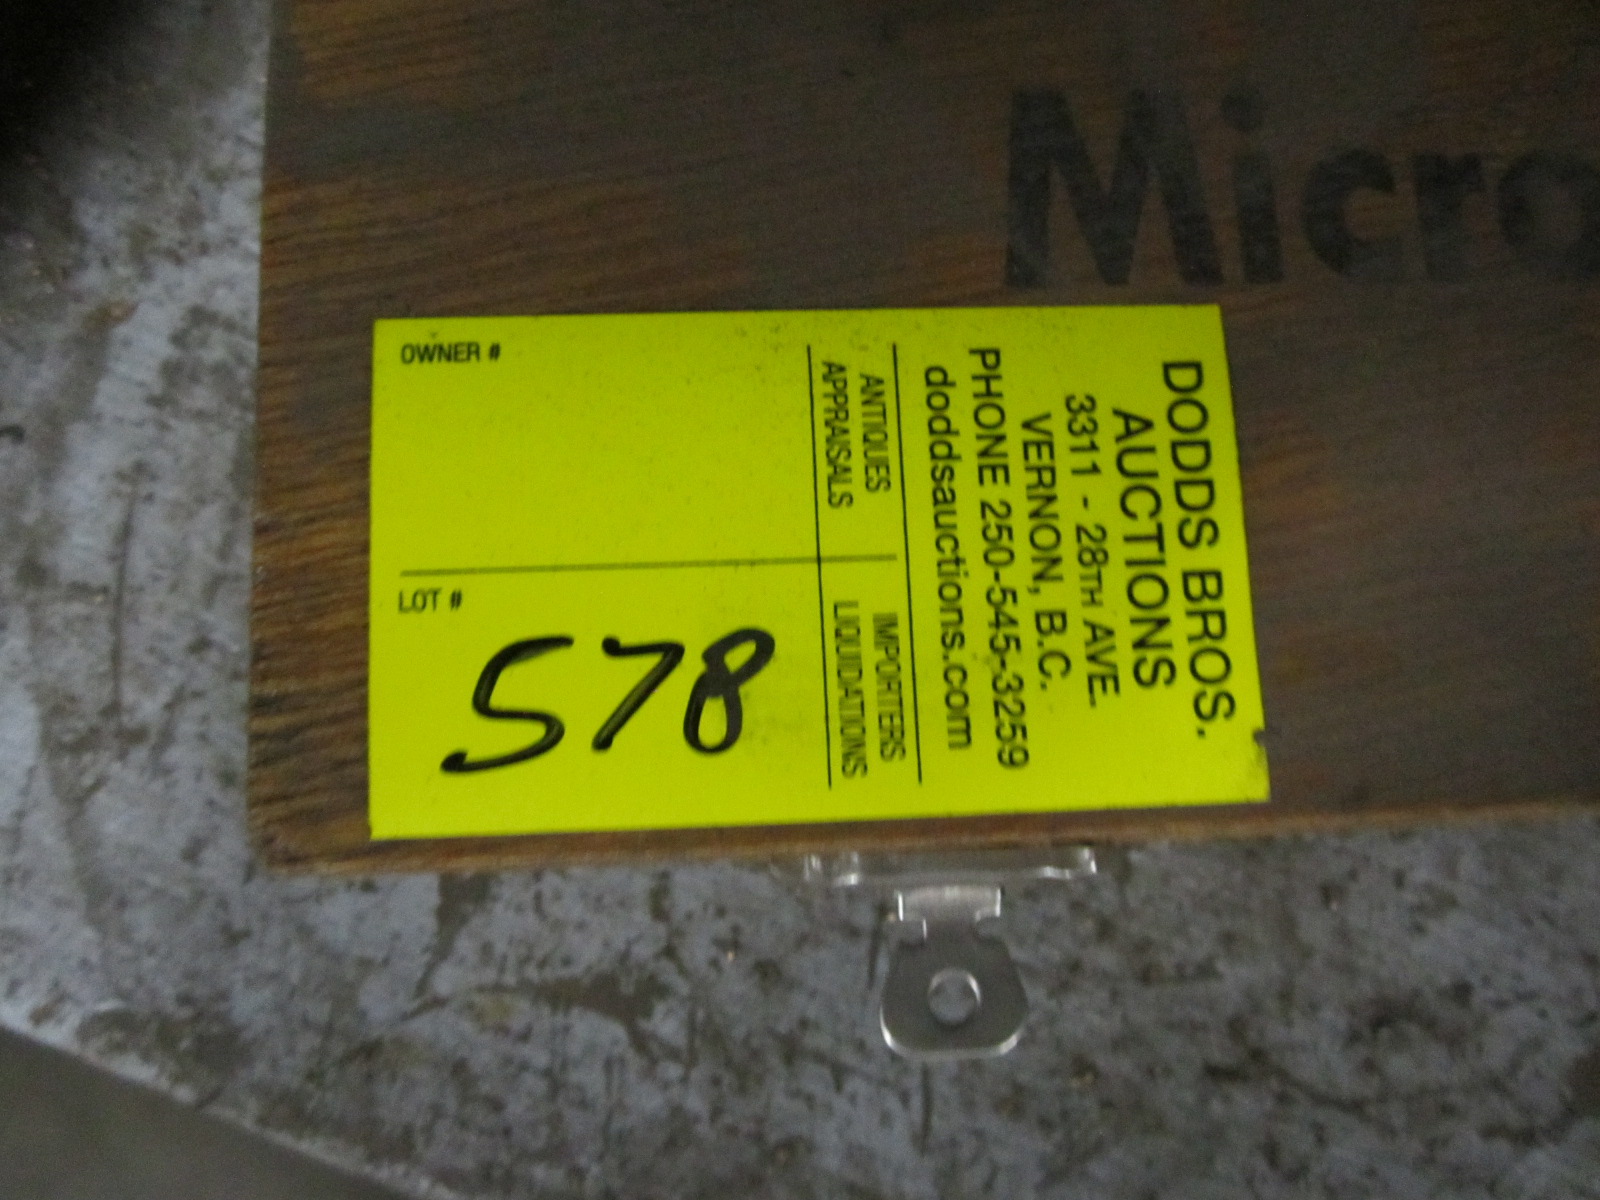 Micro
OWNER #
LOT #
578
DODDS BROS.
AUCTIONS
3311 - 28TH AVE.
VERNON, B.C.
PHONE 250-545-3259
doddsauctions.com
ANTIQUES IMPORTERS
APPRAISALS LIQUIDATIONS